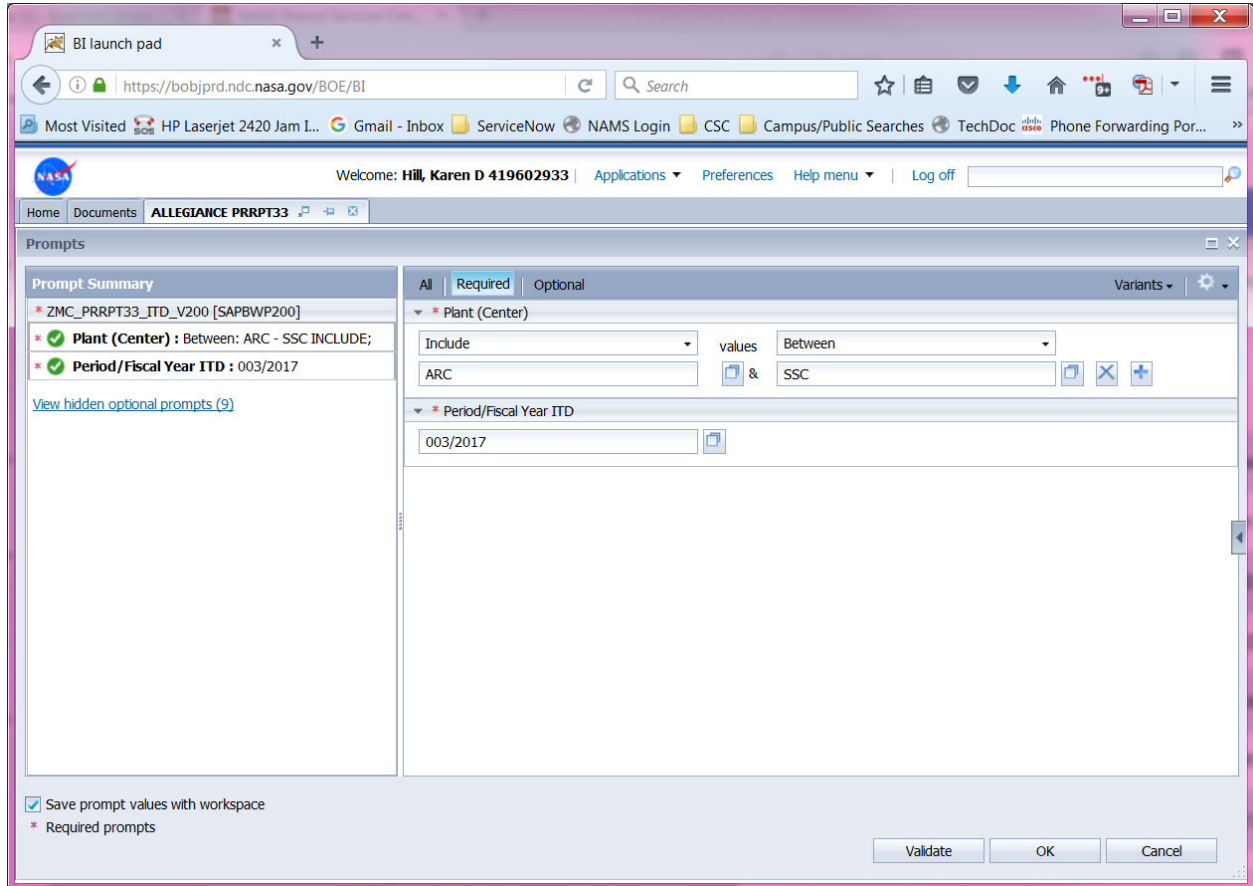 BI launch pad
https://bobjprd.ndc.nasa.gov/BOE/BI
Search
9+
Most Visited HP Laserjet 2420 Jam I... Gmail - Inbox ServiceNow NAMS Login CSC Campus/Public Searches TechDoc Phone Forwarding Por... »
NASA
Welcome: Hill, Karen D 419602933 | Applications Preferences Help menu | Log off
Home Documents ALLEGIANCE PRRPT33
Prompts
Prompt Summary
All | Required | Optional
Variants
* ZMC_PRRPT33_ITD_V200 [SAPBWP200]
* Plant (Center)
* Plant (Center) : Between: ARC - SSC INCLUDE;
Include values Between
* Period/Fiscal Year ITD : 003/2017
ARC & SSC
View hidden optional prompts (9)
* Period/Fiscal Year ITD
003/2017
Save prompt values with workspace
* Required prompts
Validate OK Cancel